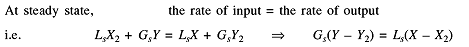 At steady state, the rate of input = the rate of output
i.e. LₛX₂ + GₛY = LₛX + GₛY₂ ⇒ Gₛ(Y – Y₂) = Lₛ(X – X₂)